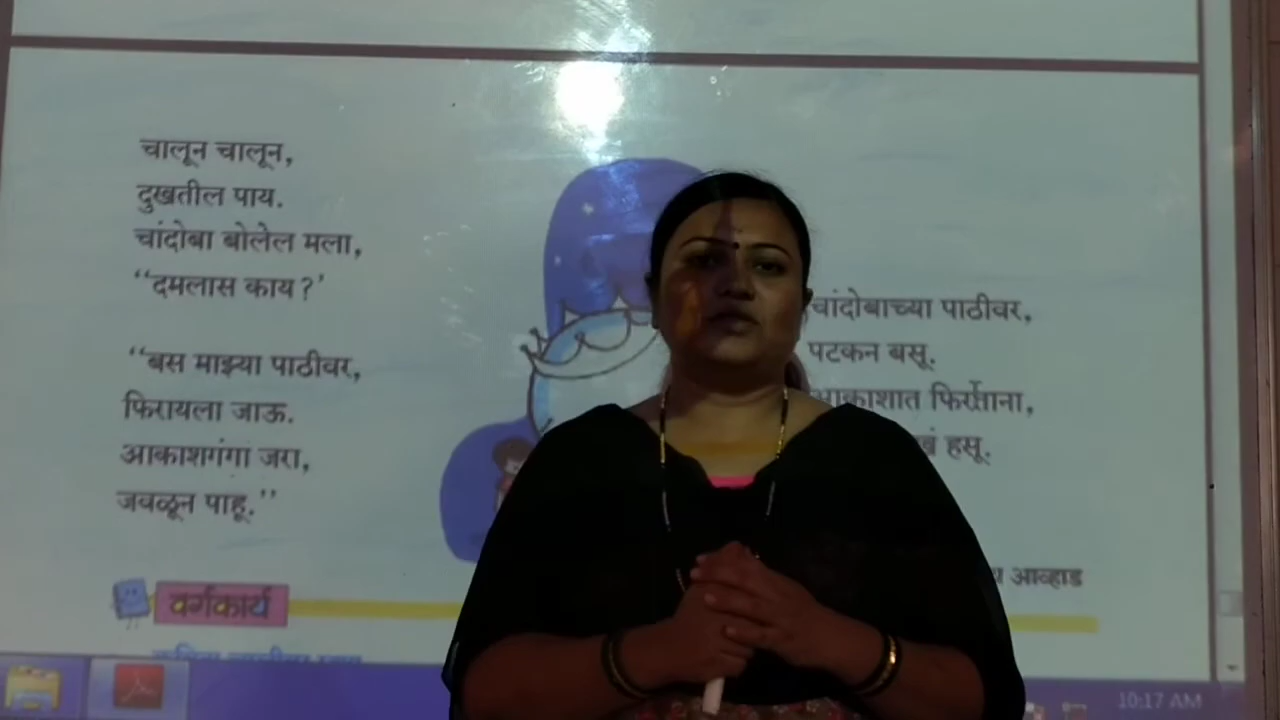 चालून चालून,
दुखतील पाय.
चांदोबा बोलेल मला,
“दमलास काय?’
“बस माझ्या पाठीवर,
फिरायला जाऊ.
आकाशगंगा जरा,
जवळून पाहू.”
चांदोबाच्या पाठीवर,
पटकन बसू.
आकाशात फिरताना,
हसू.
आव्हाड
वर्गकार्य
10:17 AM